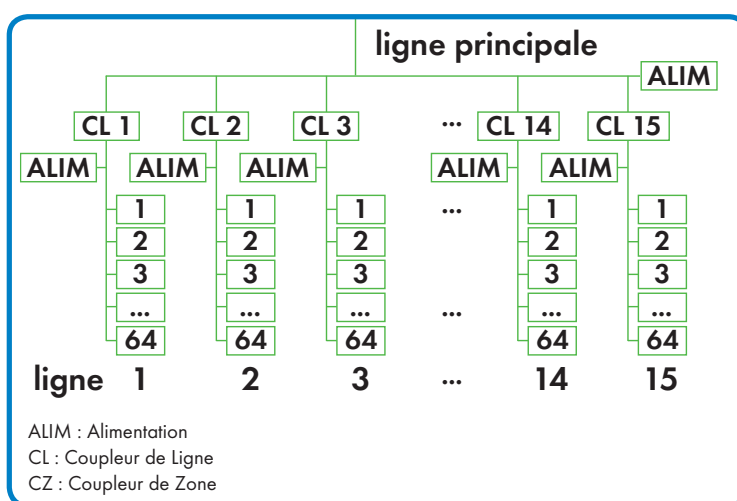 ligne principale
ALIM
CL 1 CL 2 CL 3 ... CL 14 CL 15
ALIM ALIM ALIM ALIM ALIM
1 1 1 ... 1 1
2 2 2 2 2
3 3 3 3 3
... ... ... ... ... ...
64 64 64 64 64
ligne 1 2 3 ... 14 15
ALIM : Alimentation
CL : Coupleur de Ligne
CZ : Coupleur de Zone